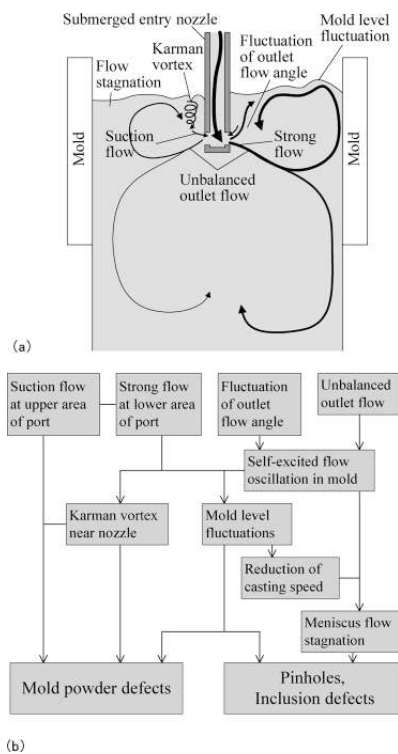 Submerged entry nozzle
Mold level
fluctuation
Karman
vortex
Fluctuation
of outlet
flow angle
Flow
stagnation
Suction
flow
Strong
flow
Unbalanced
outlet flow
Mold
Mold
(a)
Suction flow
at upper area
of port
Strong flow
at lower area
of port
Fluctuation
of outlet
flow angle
Unbalanced
outlet flow
Self-excited flow
oscillation in mold
Karman vortex
near nozzle
Mold level
fluctuations
Reduction of
casting speed
Meniscus flow
stagnation
Mold powder defects
Pinholes,
Inclusion defects
(b)